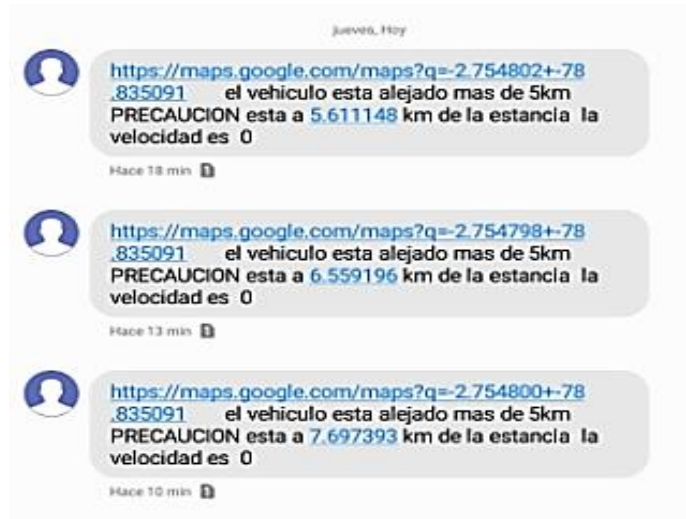 jueves, Hoy
https://maps.google.com/maps?q=-2.754802+-78
.835091 el vehiculo esta alejado mas de 5km
PRECAUCION esta a 5.611148 km de la estancia la
velocidad es 0
Hace 18 min
https://maps.google.com/maps?q=-2.754798+-78
.835091 el vehiculo esta alejado mas de 5km
PRECAUCION esta a 6.559196 km de la estancia la
velocidad es 0
Hace 13 min
https://maps.google.com/maps?q=-2.754800+-78
.835091 el vehiculo esta alejado mas de 5km
PRECAUCION esta a 7.697393 km de la estancia la
velocidad es 0
Hace 10 min